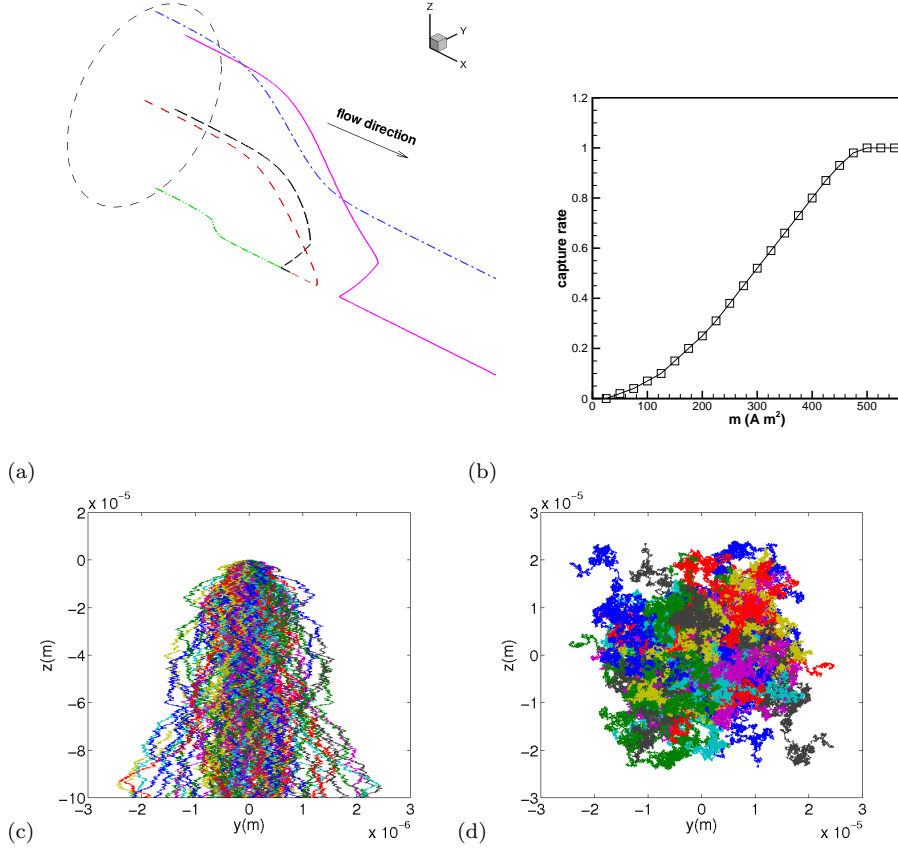 Z
Y
X
flow direction
1.2
1
0.8
0.6
0.4
0.2
0
0 100 200 300 400 500
capture rate
m (A m²)
(a)
(b)
x 10⁻⁵
2
0
−2
−4
−6
−8
−10
−3 −2 −1 0 1 2 3
z(m)
y(m)
x 10⁻⁶
(c)
x 10⁻⁵
3
2
1
0
−1
−2
−3
−3 −2 −1 0 1 2 3
z(m)
y(m)
x 10⁻⁵
(d)